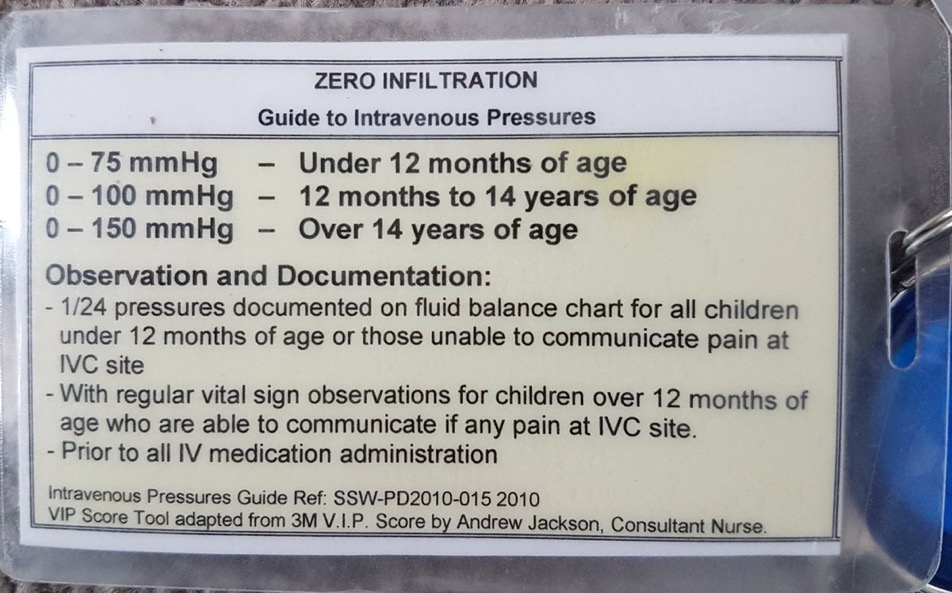 ZERO INFILTRATION
Guide to Intravenous Pressures
0 – 75 mmHg – Under 12 months of age
0 – 100 mmHg – 12 months to 14 years of age
0 – 150 mmHg – Over 14 years of age
Observation and Documentation:
- 1/24 pressures documented on fluid balance chart for all children
under 12 months of age or those unable to communicate pain at
IVC site
- With regular vital sign observations for children over 12 months of
age who are able to communicate if any pain at IVC site.
- Prior to all IV medication administration
Intravenous Pressures Guide Ref: SSW-PD2010-015 2010
VIP Score Tool adapted from 3M V.I.P. Score by Andrew Jackson, Consultant Nurse.